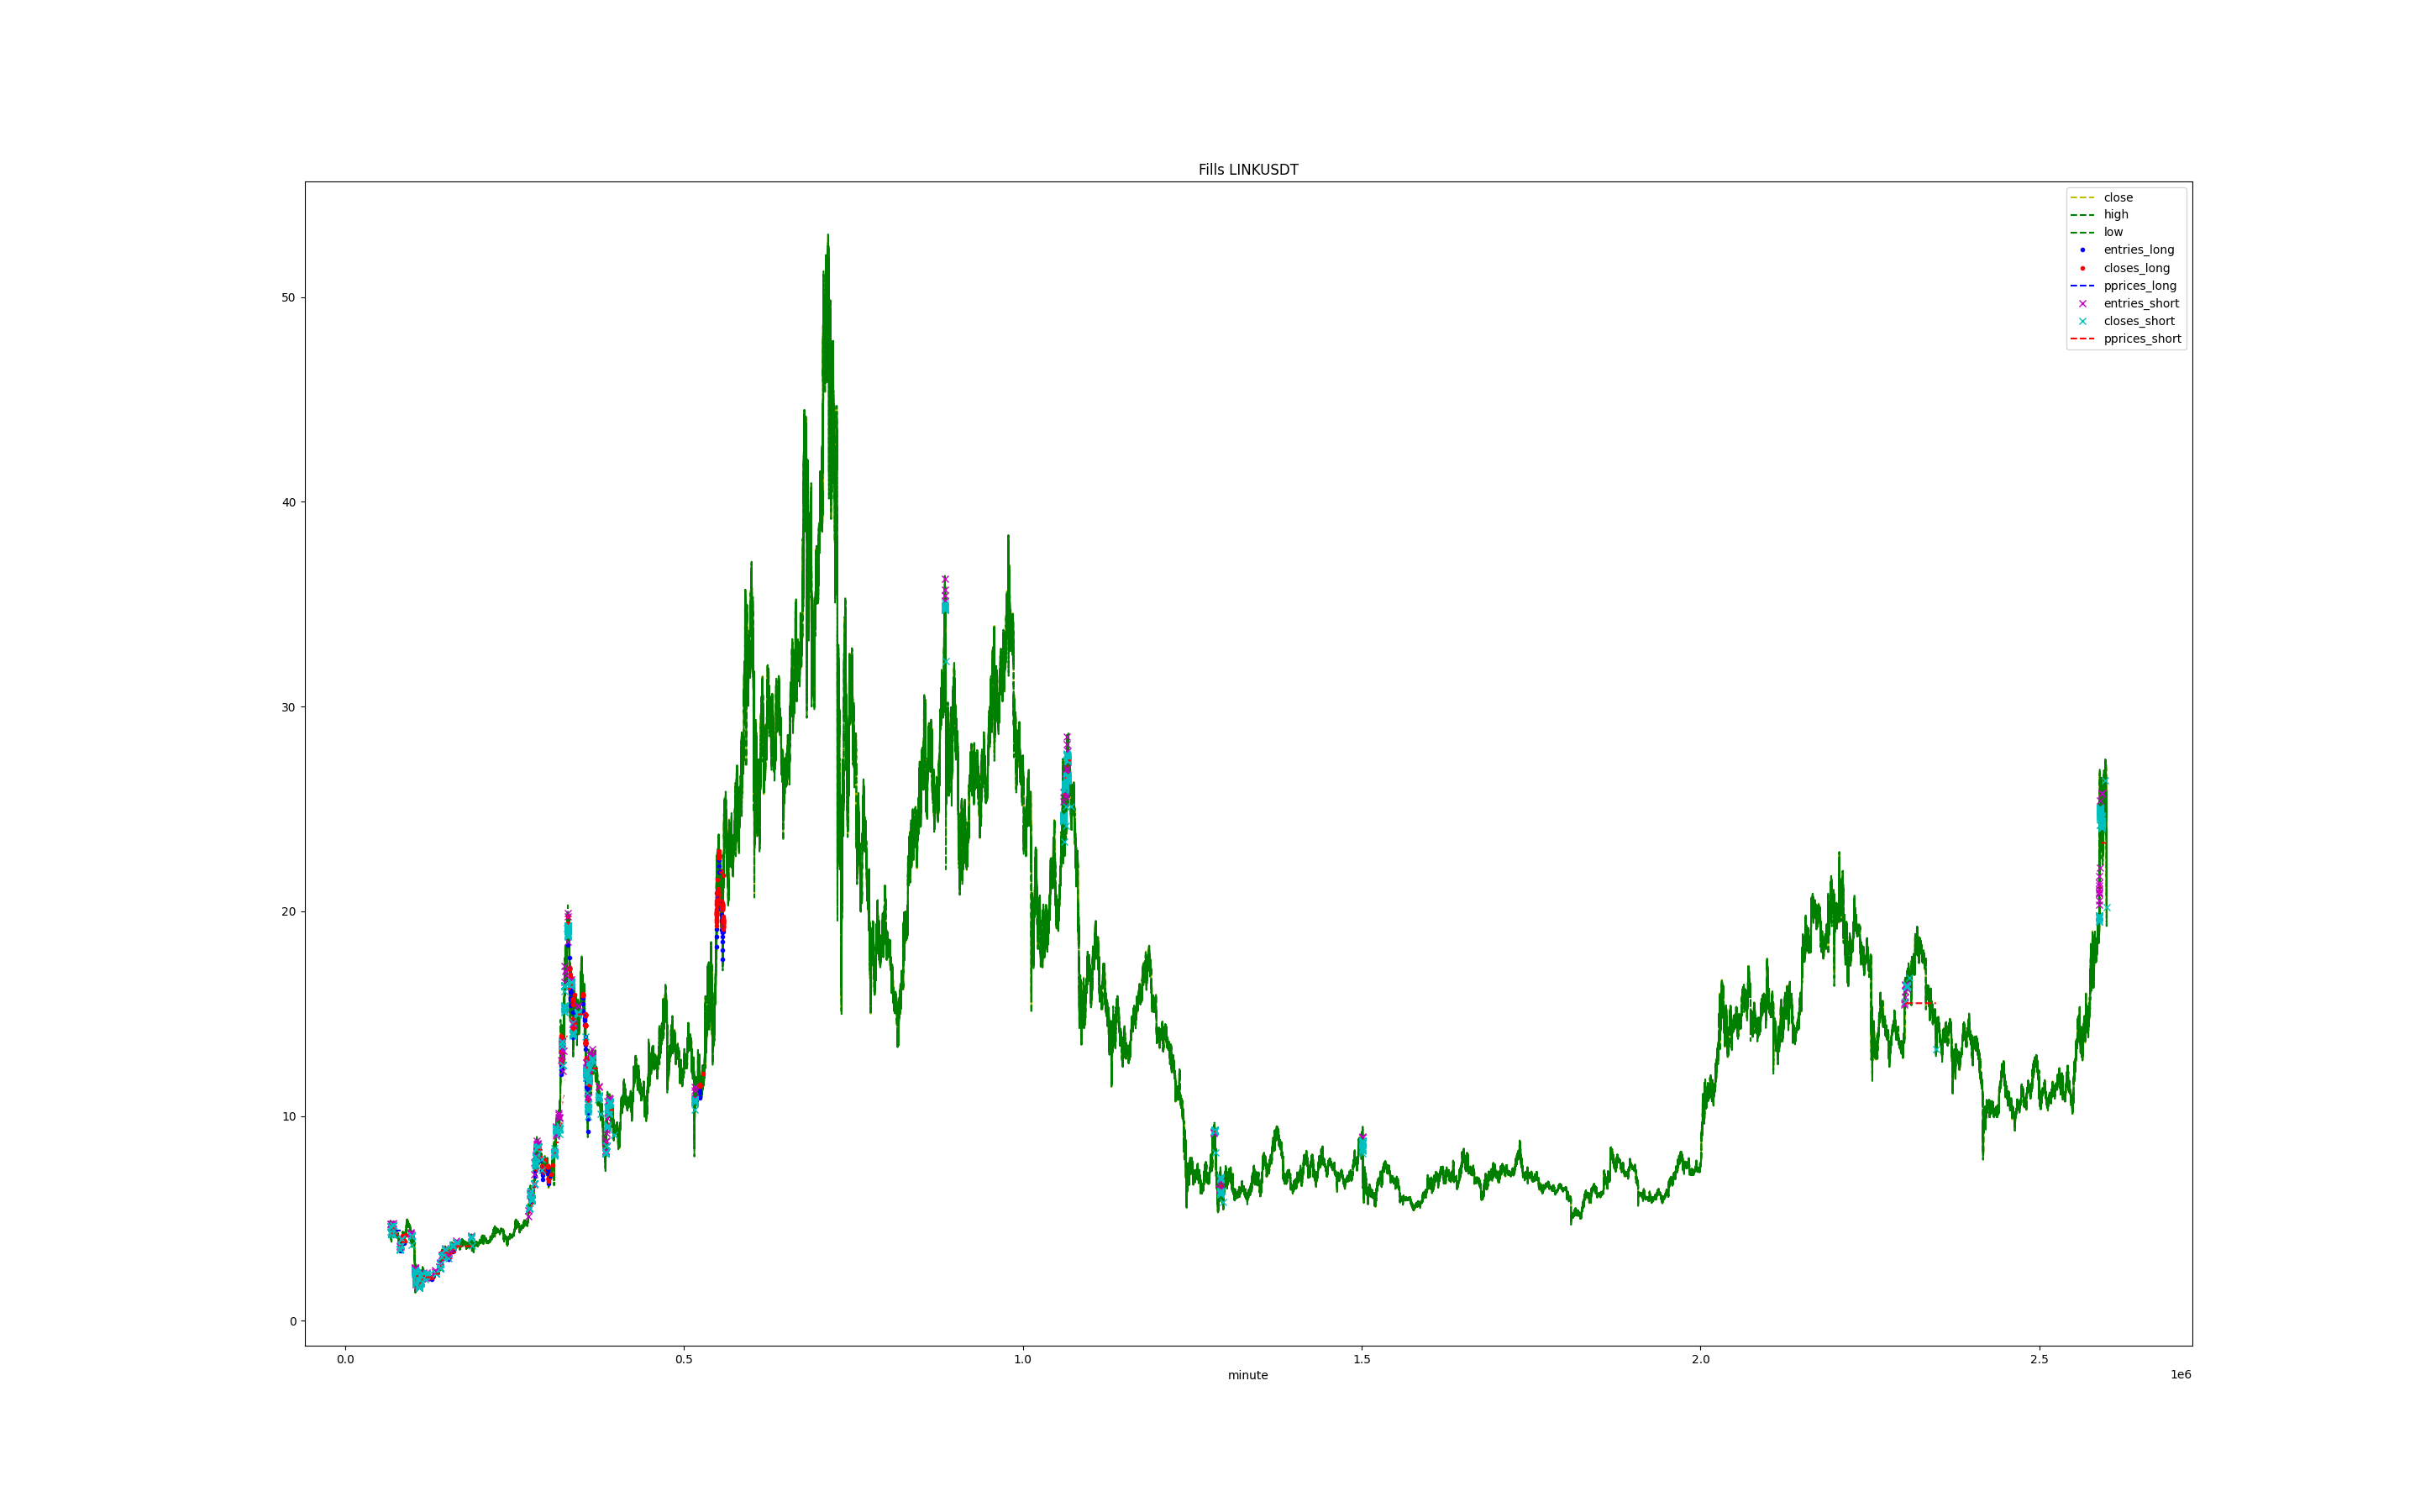 Fills LINKUSDT
close
high
low
entries_long
closes_long
pprices_long
entries_short
closes_short
pprices_short
50
40
30
20
10
0
0.0 0.5 1.0 1.5 2.0 2.5
minute
1e6